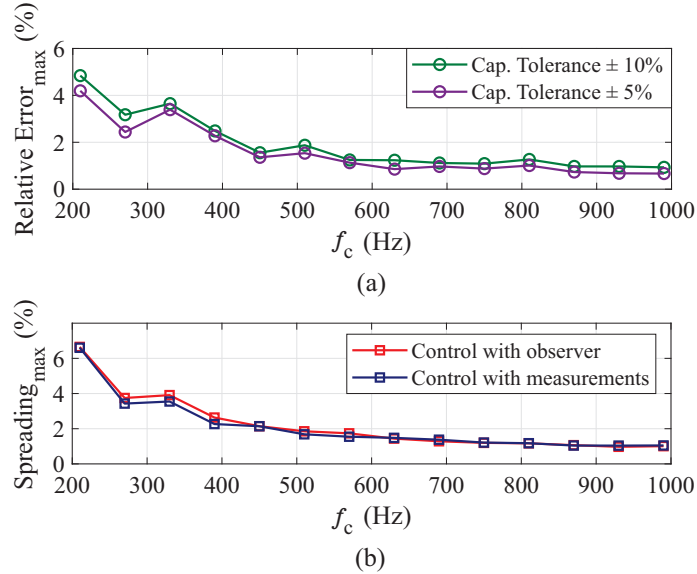 Relative Error_max (%)
6
4
2
0
Cap. Tolerance ± 10%
Cap. Tolerance ± 5%
200 300 400 500 600 700 800 900 1000
f_c (Hz)
(a)
Spreading_max (%)
6
4
2
0
Control with observer
Control with measurements
200 300 400 500 600 700 800 900 1000
f_c (Hz)
(b)